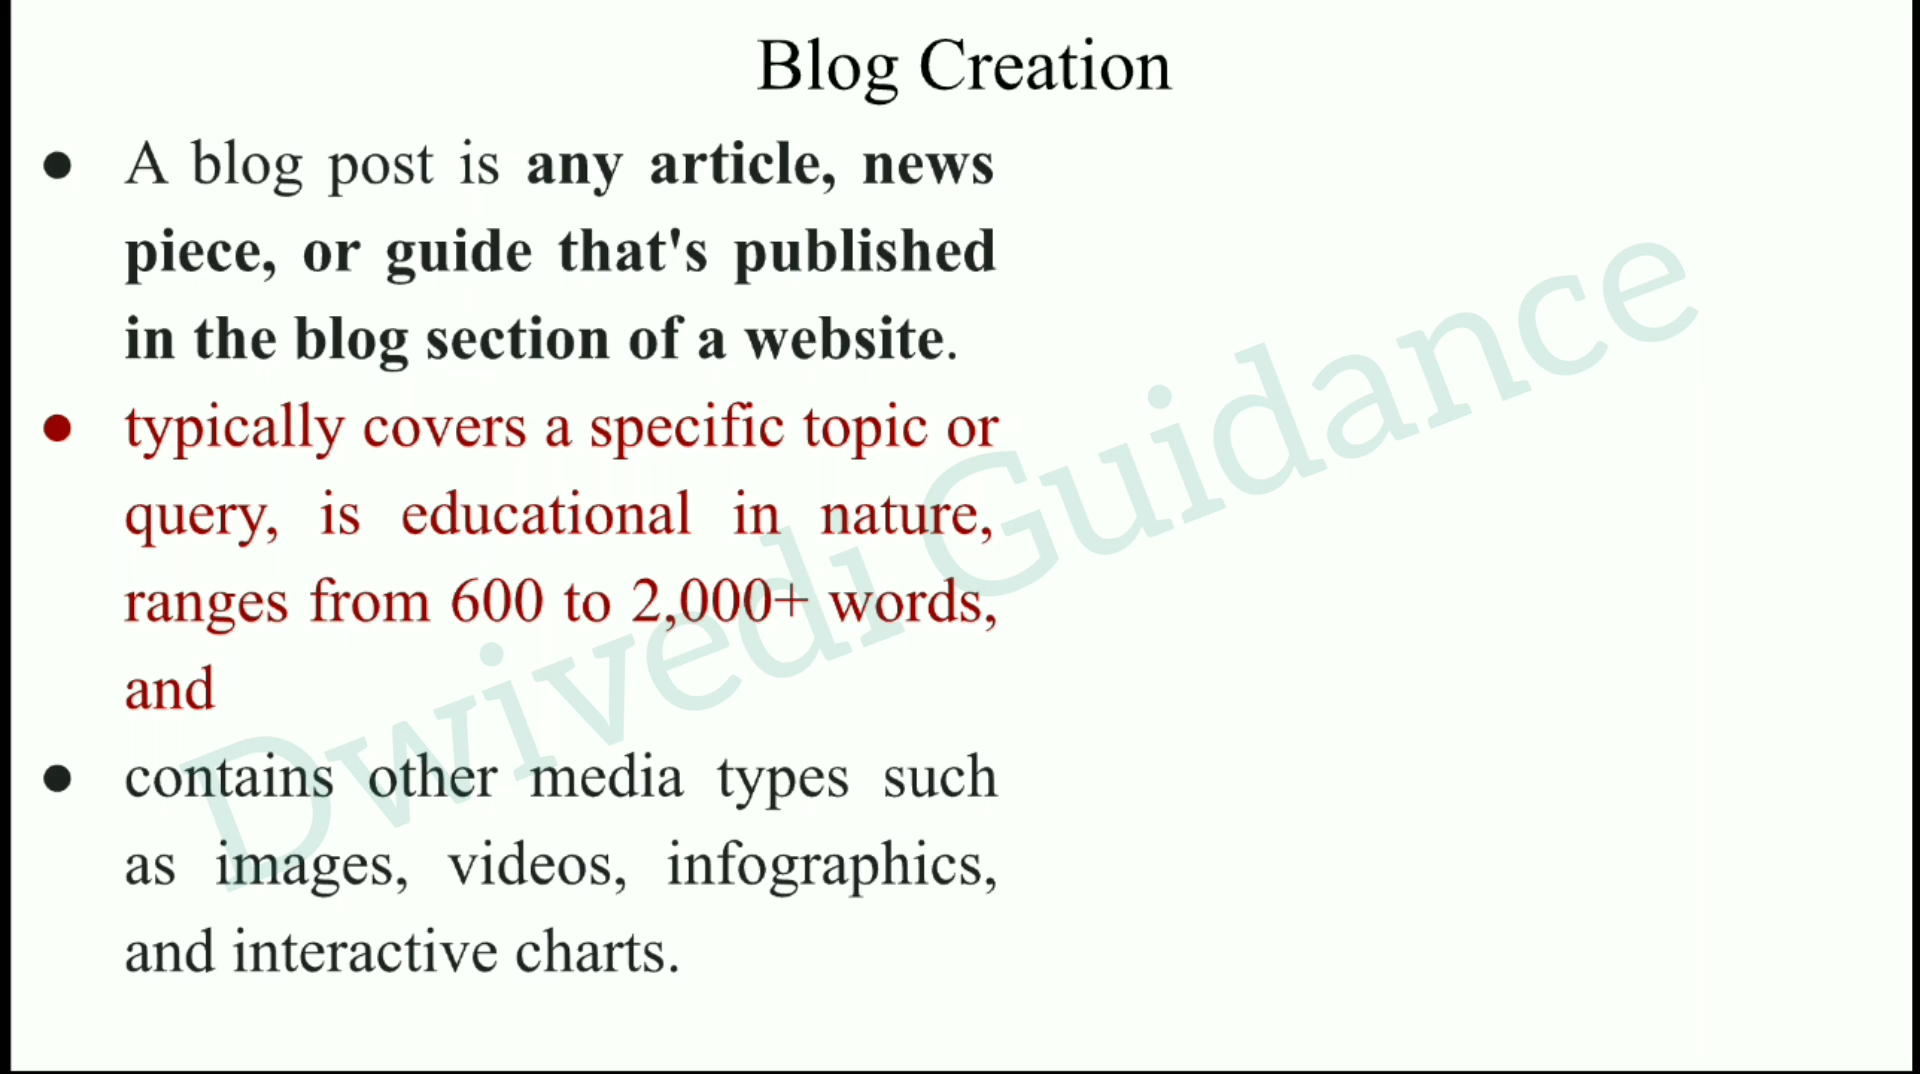 Blog Creation
● A blog post is any article, news
piece, or guide that's published
in the blog section of a website.
● typically covers a specific topic or
query, is educational in nature,
ranges from 600 to 2,000+ words,
and
● contains other media types such
as images, videos, infographics,
and interactive charts.
Dwivedi Guidance